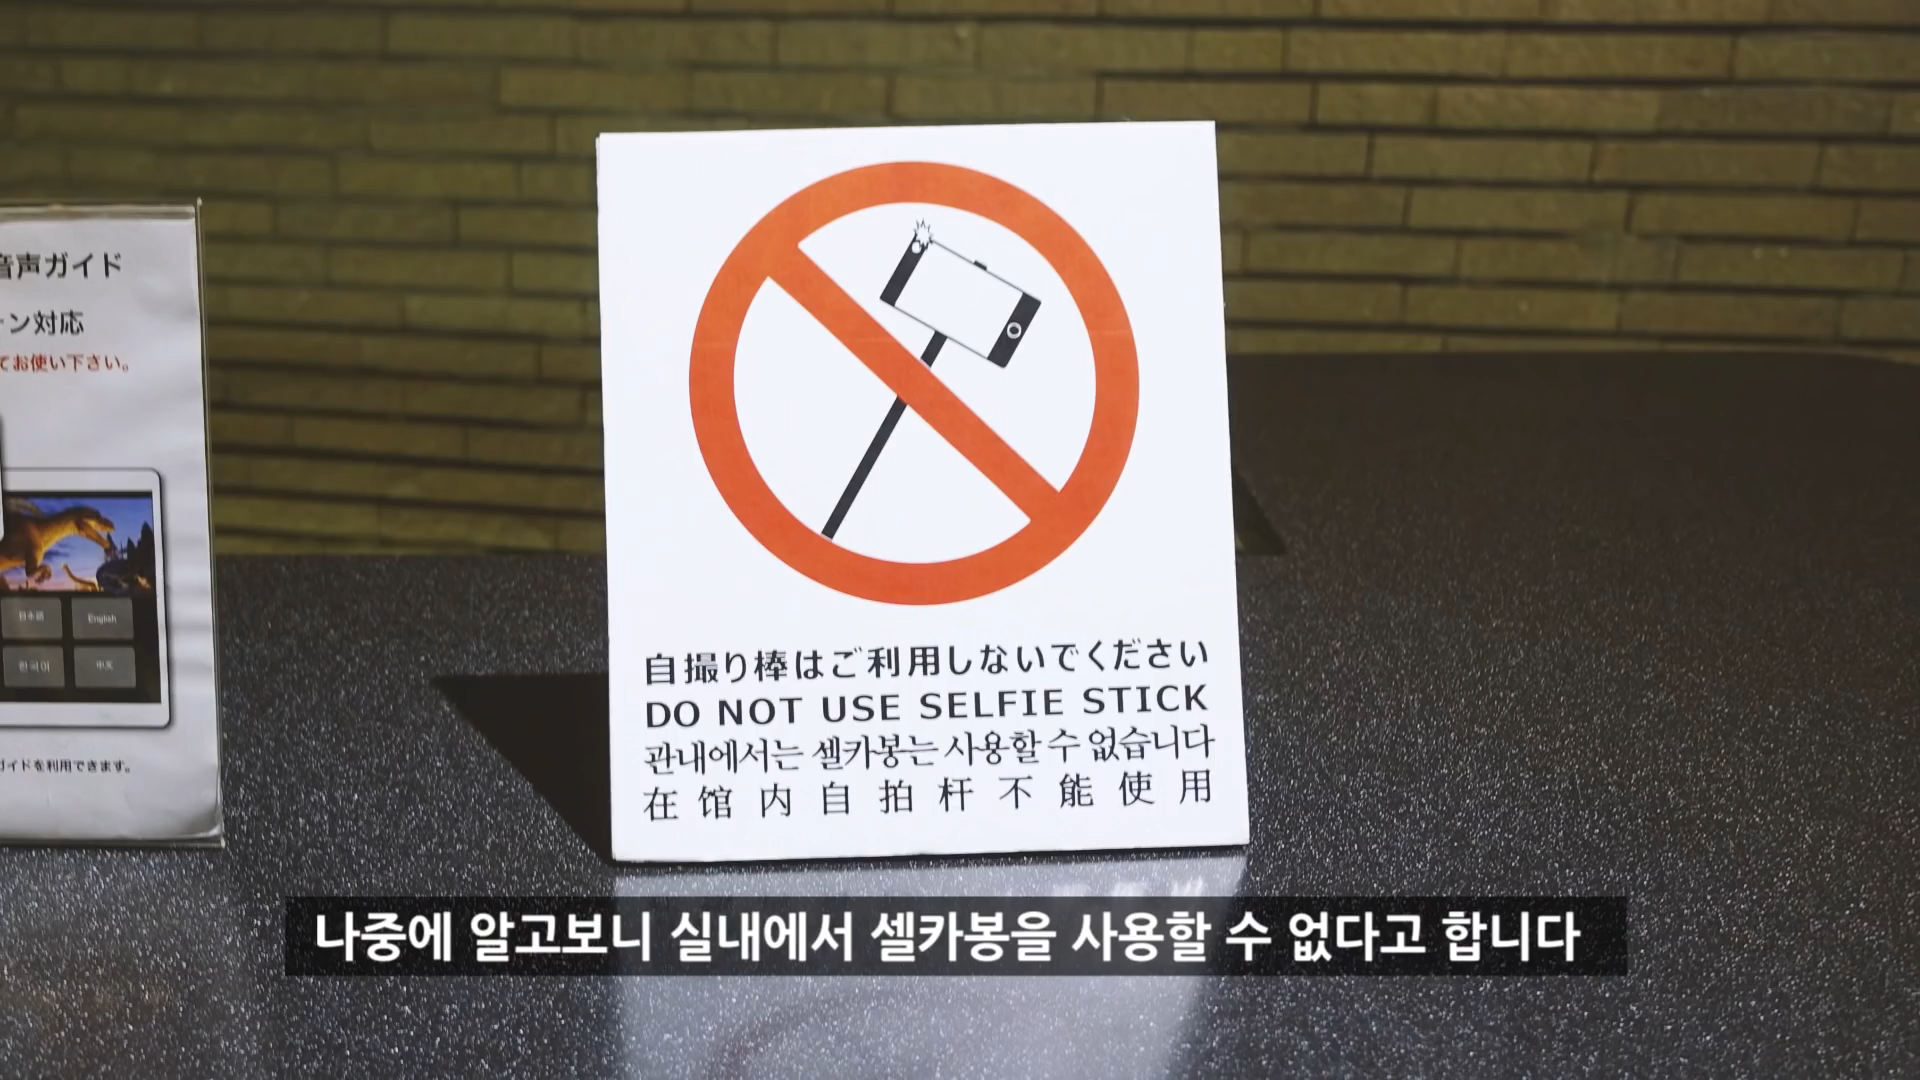 音声ガイド
ン対応
てお使い下さい。
日本語
English
한국어
中文
ガイドを利用できます。
自撮り棒はご利用しないでください
DO NOT USE SELFIE STICK
관내에서는 셀카봉는 사용할 수 없습니다
在馆内自拍杆不能使用
나중에 알고보니 실내에서 셀카봉을 사용할 수 없다고 합니다